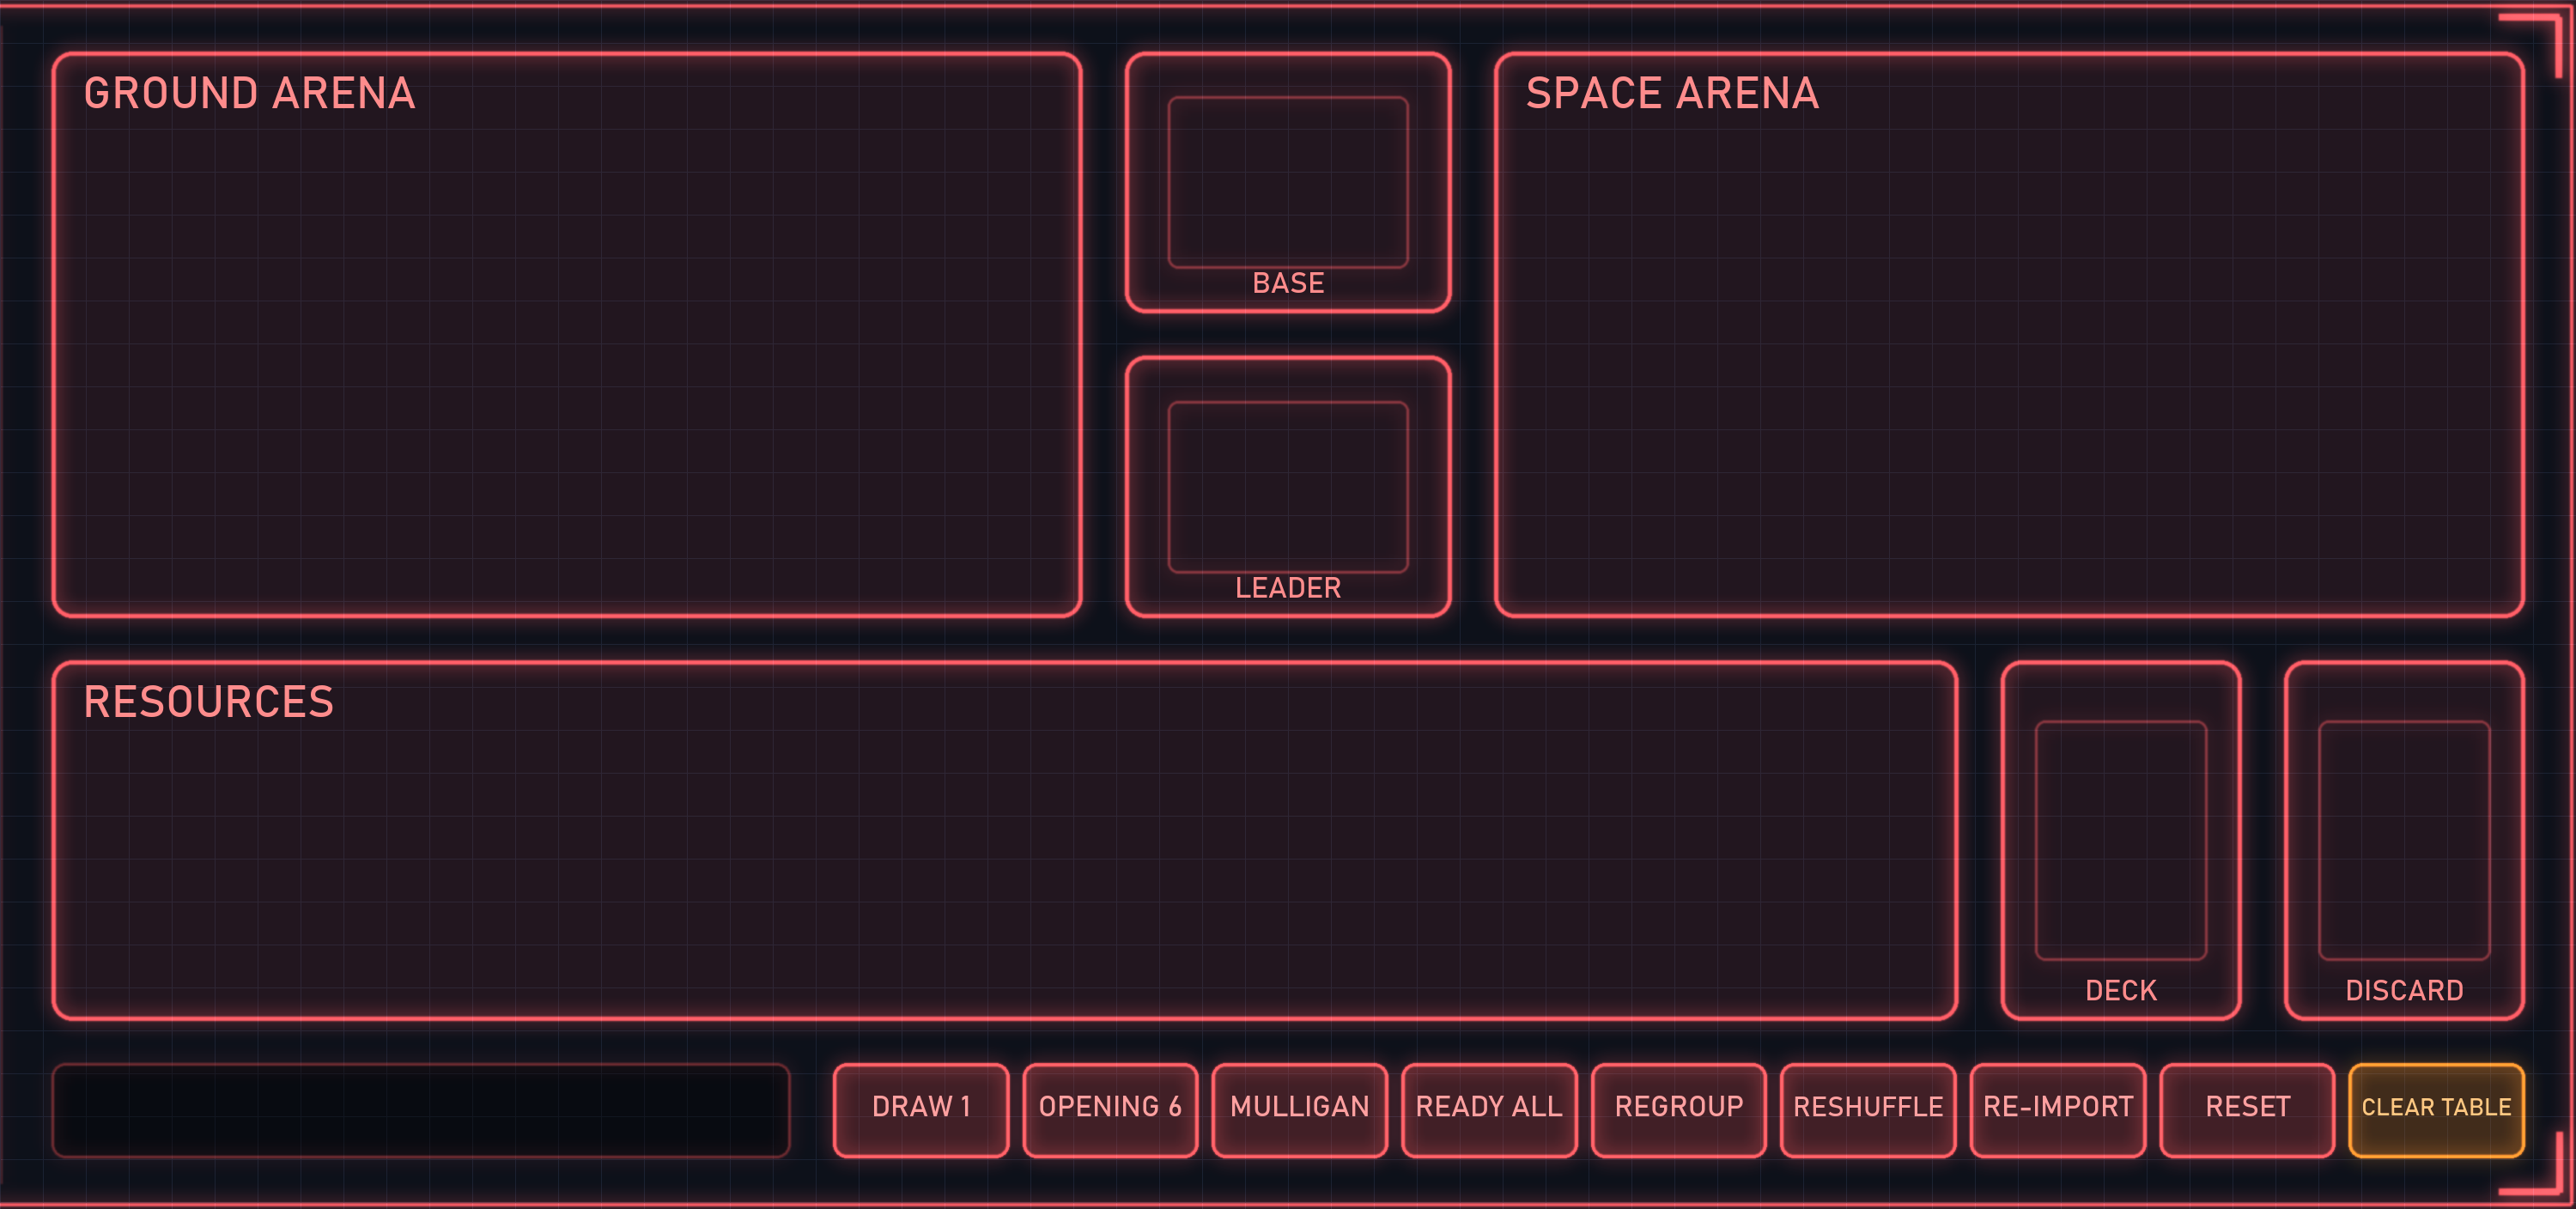 GROUND ARENA
BASE
SPACE ARENA
LEADER
RESOURCES
DECK
DISCARD
DRAW 1
OPENING 6
MULLIGAN
READY ALL
REGROUP
RESHUFFLE
RE-IMPORT
RESET
CLEAR TABLE